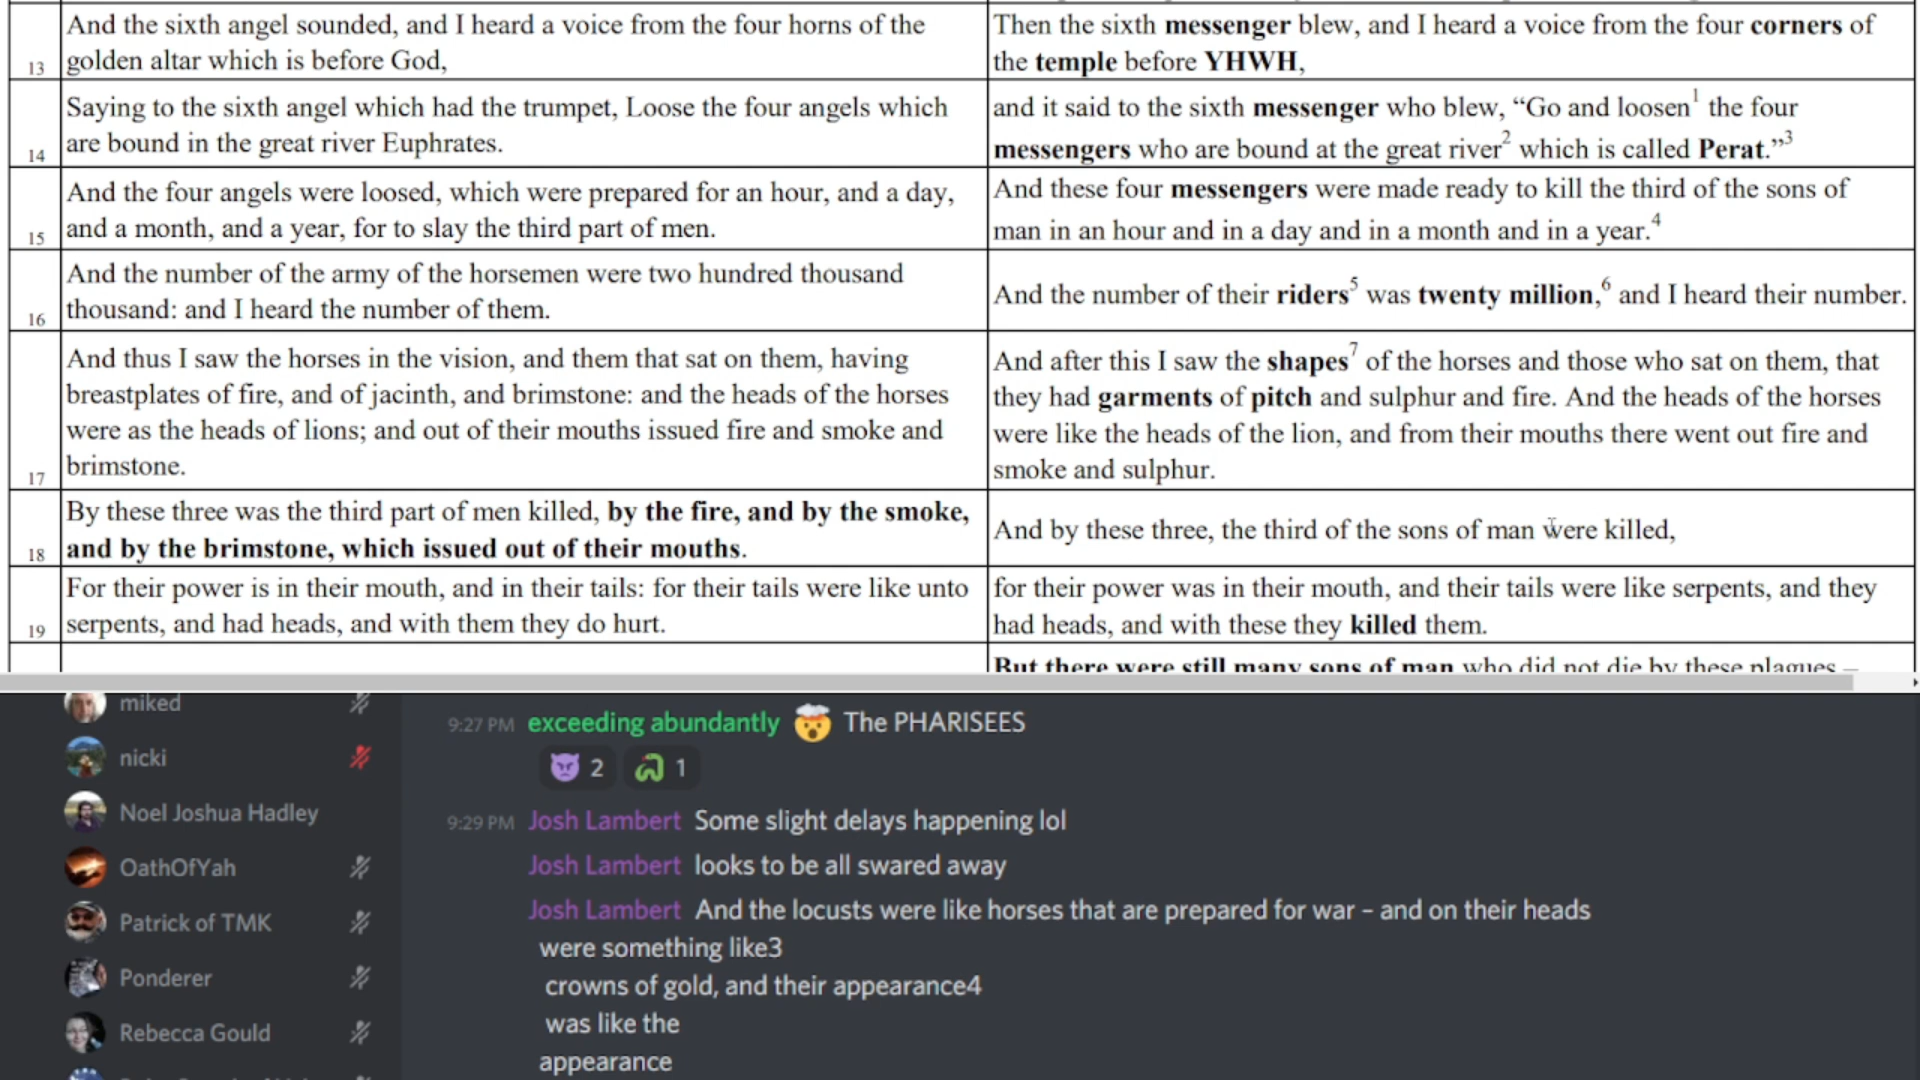 And the sixth angel sounded, and I heard a voice from the four horns of the
golden altar which is before God,
13
Then the sixth messenger blew, and I heard a voice from the four corners of
the temple before YHWH,
Saying to the sixth angel which had the trumpet, Loose the four angels which
are bound in the great river Euphrates.
14
and it said to the sixth messenger who blew, “Go and loosen1 the four
messengers who are bound at the great river2 which is called Perat.”3
And the four angels were loosed, which were prepared for an hour, and a day,
and a month, and a year, for to slay the third part of men.
15
And these four messengers were made ready to kill the third of the sons of
man in an hour and in a day and in a month and in a year.4
And the number of the army of the horsemen were two hundred thousand
thousand: and I heard the number of them.
16
And the number of their riders5 was twenty million,6 and I heard their number.
And thus I saw the horses in the vision, and them that sat on them, having
breastplates of fire, and of jacinth, and brimstone: and the heads of the horses
were as the heads of lions; and out of their mouths issued fire and smoke and
brimstone.
17
And after this I saw the shapes7 of the horses and those who sat on them, that
they had garments of pitch and sulphur and fire. And the heads of the horses
were like the heads of the lion, and from their mouths there went out fire and
smoke and sulphur.
By these three was the third part of men killed, by the fire, and by the smoke,
and by the brimstone, which issued out of their mouths.
18
And by these three, the third of the sons of man were killed,
For their power is in their mouth, and in their tails: for their tails were like unto
serpents, and had heads, and with them they do hurt.
19
for their power was in their mouth, and their tails were like serpents, and they
had heads, and with these they killed them.
But there were still many sons of man who did not die by these plagues –
miked
nicki
Noel Joshua Hadley
OathOfYah
Patrick of TMK
Ponderer
Rebecca Gould
9:27 PM exceeding abundantly 🤯 The PHARISEES
2 1
9:29 PM Josh Lambert Some slight delays happening lol
Josh Lambert looks to be all swared away
Josh Lambert And the locusts were like horses that are prepared for war – and on their heads
were something like3
crowns of gold, and their appearance4
was like the
appearance